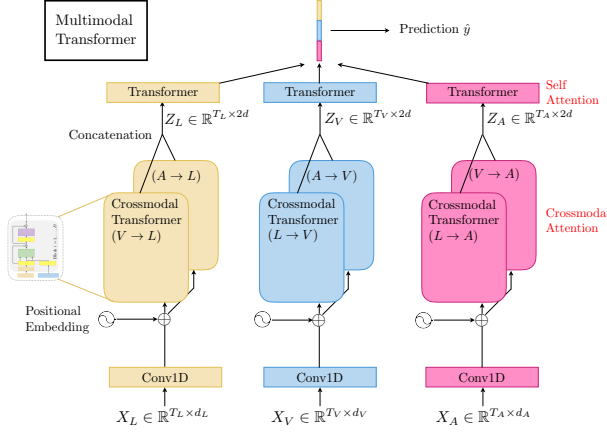 Multimodal
Transformer
Prediction ŷ
Transformer
Transformer
Transformer
Self
Attention
Z_L ∈ ℝ^{T_L×2d}
Z_V ∈ ℝ^{T_V×2d}
Z_A ∈ ℝ^{T_A×2d}
Concatenation
(A → L)
(A → V)
(V → A)
Crossmodal
Transformer
(V → L)
Crossmodal
Transformer
(L → V)
Crossmodal
Transformer
(L → A)
Crossmodal
Attention
Positional
Embedding
Conv1D
Conv1D
Conv1D
X_L ∈ ℝ^{T_L×d_L}
X_V ∈ ℝ^{T_V×d_V}
X_A ∈ ℝ^{T_A×d_A}